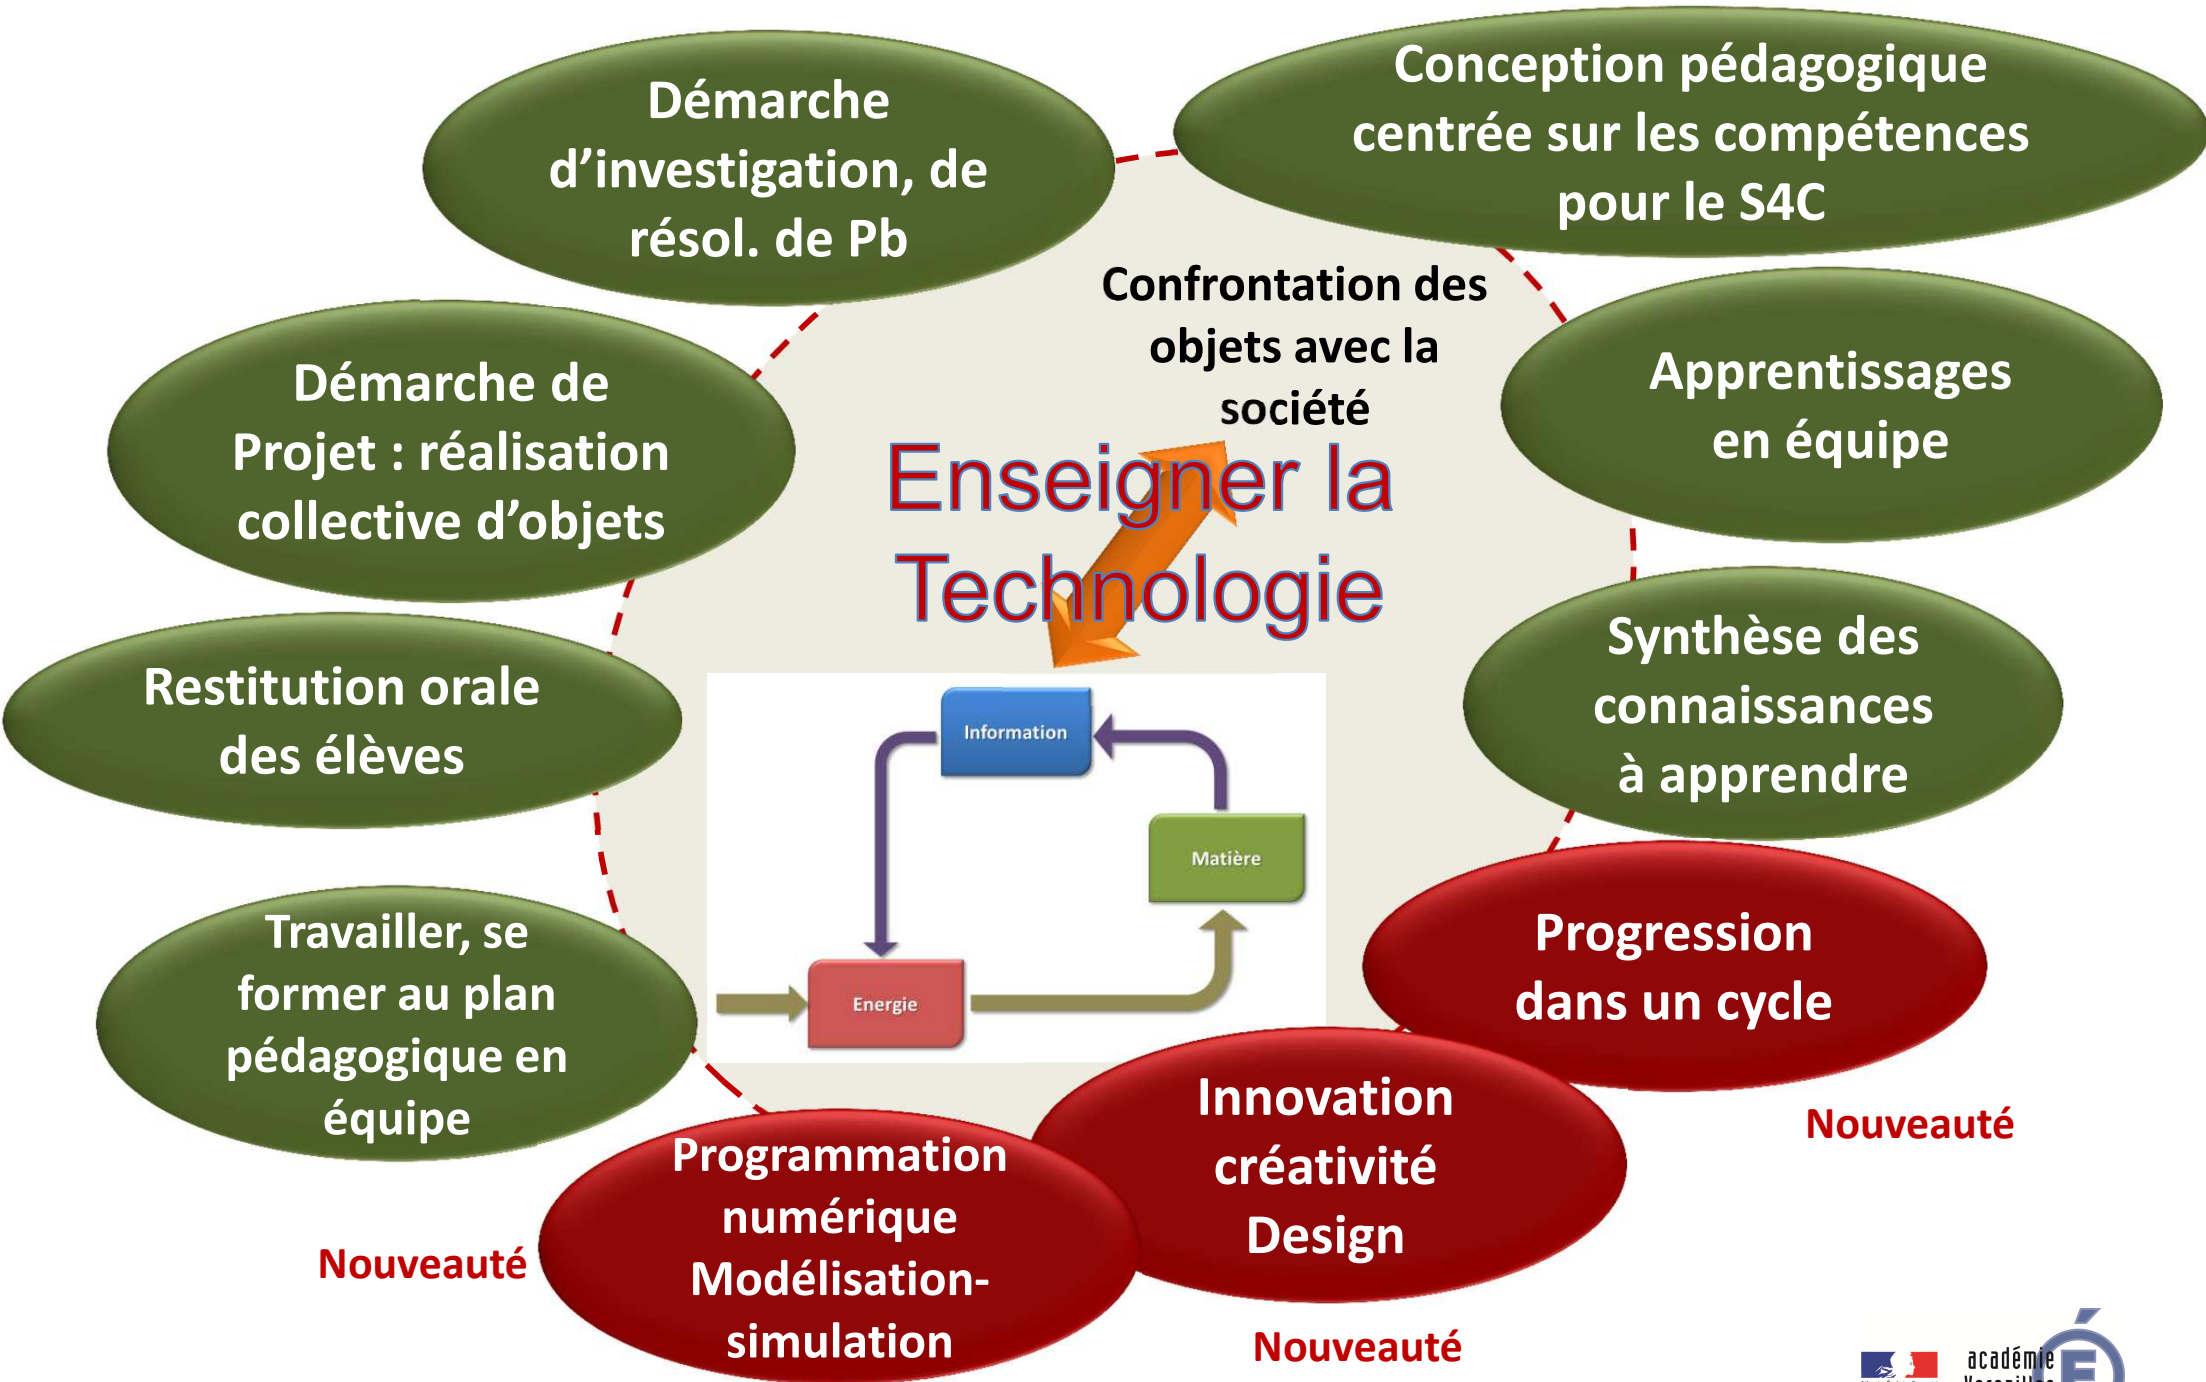 Démarche
d’investigation, de
résol. de Pb
Conception pédagogique
centrée sur les compétences
pour le S4C
Confrontation des
objets avec la
société
Démarche de
Projet : réalisation
collective d’objets
Apprentissages
en équipe
Enseigner la
Technologie
Restitution orale
des élèves
Synthèse des
connaissances
à apprendre
Information
Matière
Energie
Travailler, se
former au plan
pédagogique en
équipe
Progression
dans un cycle
Nouveauté
Innovation
créativité
Design
Nouveauté
Programmation
numérique
Modélisation-
simulation
Nouveauté
académie